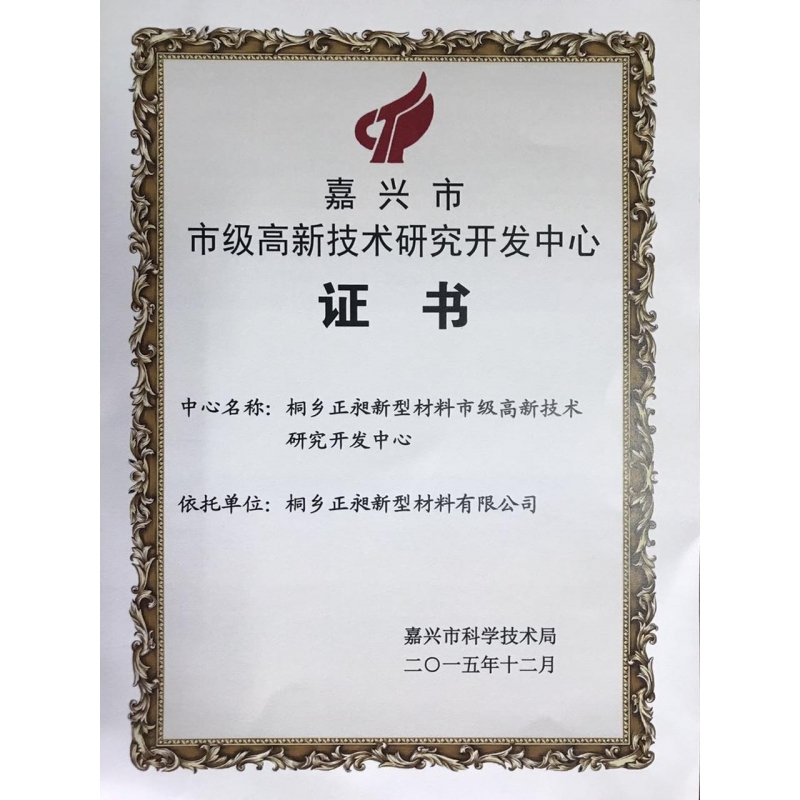 嘉兴市
市级高新技术研究开发中心
证书
中心名称：桐乡正昶新型材料市级高新技术
研究开发中心
依托单位：桐乡正昶新型材料有限公司
嘉兴市科学技术局
二〇一五年十二月